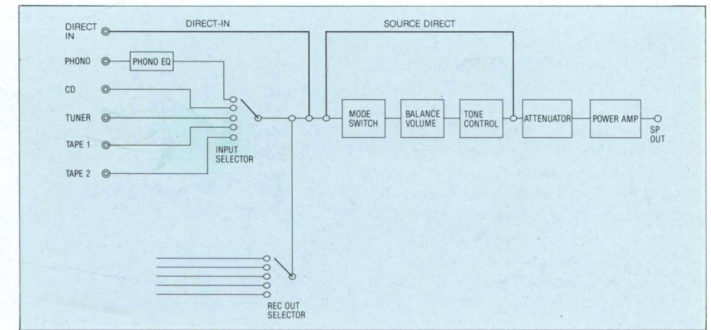 DIRECT
IN
DIRECT-IN
SOURCE DIRECT
PHONO
PHONO EQ
CD
TUNER
TAPE 1
TAPE 2
INPUT
SELECTOR
MODE
SWITCH
BALANCE
VOLUME
TONE
CONTROL
ATTENUATOR
POWER AMP
SP
OUT
REC OUT
SELECTOR